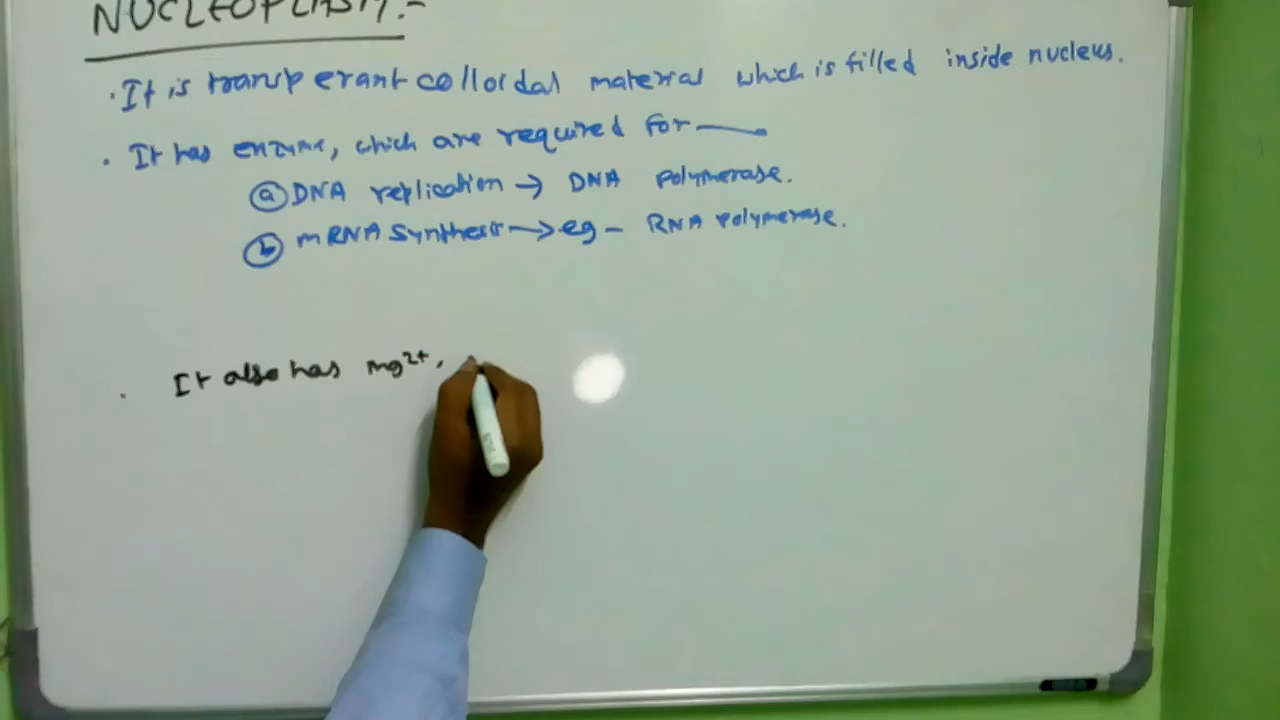 NUCLEOPLASM:-
· It is transperant colloidal material which is filled inside nucleus.
· It has enzyme, which are required for —
(a) DNA replication → DNA polymerase.
(b) mRNA synthesis → eg - RNA polymerase.
· It also has mg²⁺,